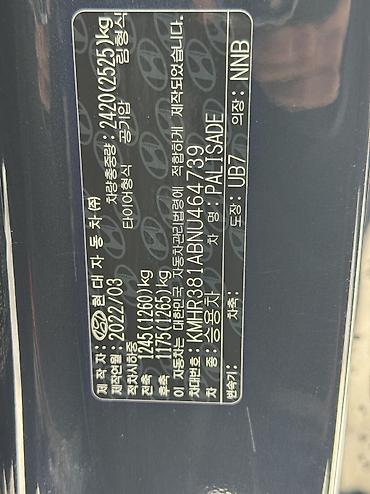 제 작 자 : 현대자동차㈜
제작연월 : 2022/03 차량총중량: 2420(2525)kg
적차시하중 타이어형식 공기압 림형식
전축 1245(1260)kg
후축 1175(1265)kg
이 자동차는 대한민국 자동차관리법령에 적합하게 제작되었습니다.
차대번호: KMHR381ABNU464739
차 종: 승용차 차 명: PALISADE
변속기: 차축: 도장: UB7 의장: NNB